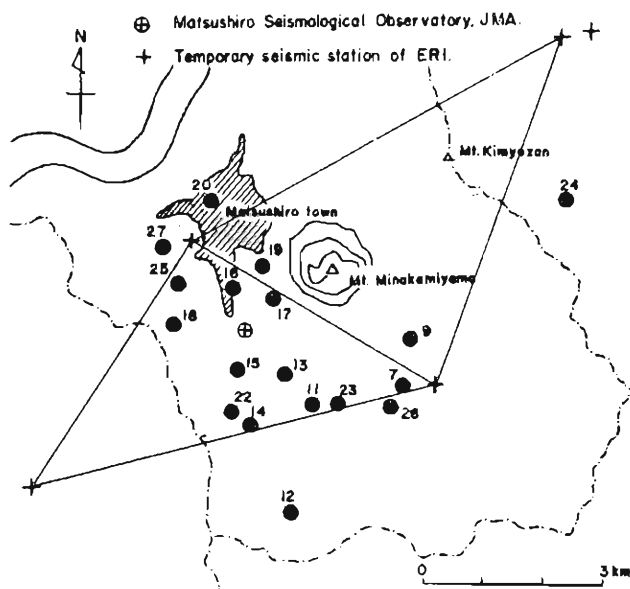 Matsushiro Seismological Observatory, JMA.
N
Temporary seismic station of ERI.
Mt. Kimyozan
24
20
Matsushiro town
27
19
25
16
Mt. Minakamiyama
17
18
9
15
13
7
22
11
23
26
14
12
0
3 km